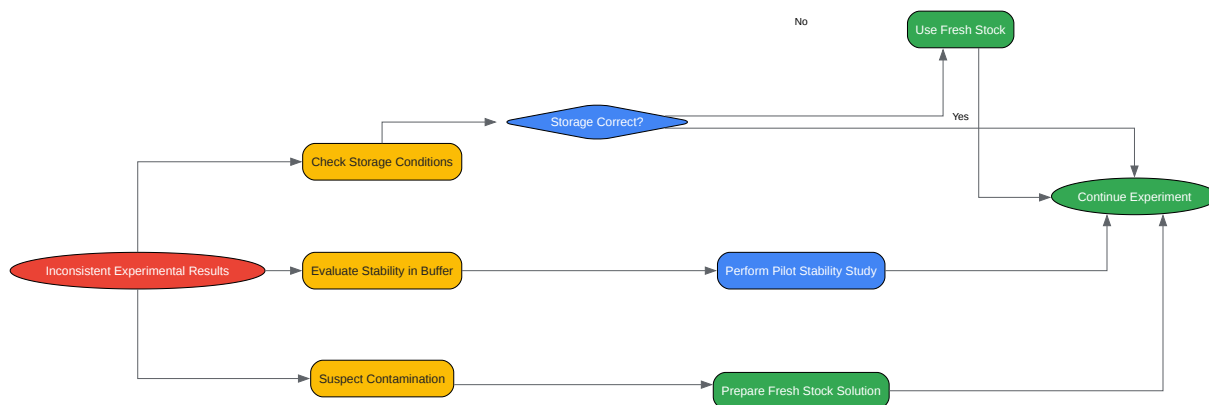 No
Use Fresh Stock
Storage Correct?
Yes
Check Storage Conditions
Continue Experiment
Inconsistent Experimental Results
Evaluate Stability in Buffer
Perform Pilot Stability Study
Suspect Contamination
Prepare Fresh Stock Solution